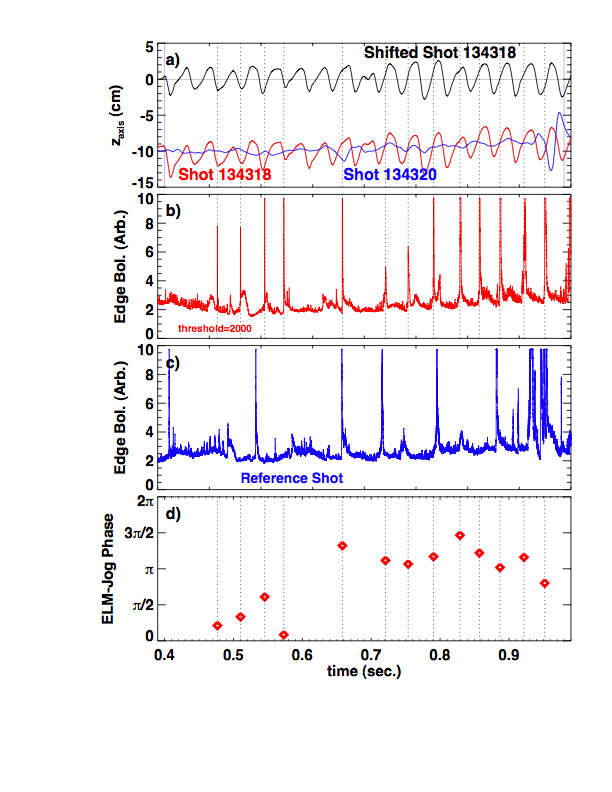 a)
Shifted Shot 134318
5
0
-5
-10
-15
z_axis (cm)
Shot 134318
Shot 134320
b)
10
8
6
4
2
0
Edge Bol. (Arb.)
threshold=2000
c)
10
8
6
4
2
0
Edge Bol. (Arb.)
Reference Shot
d)
2π
3π/2
π
π/2
0
ELM-Jog Phase
0.4 0.5 0.6 0.7 0.8 0.9
time (sec.)